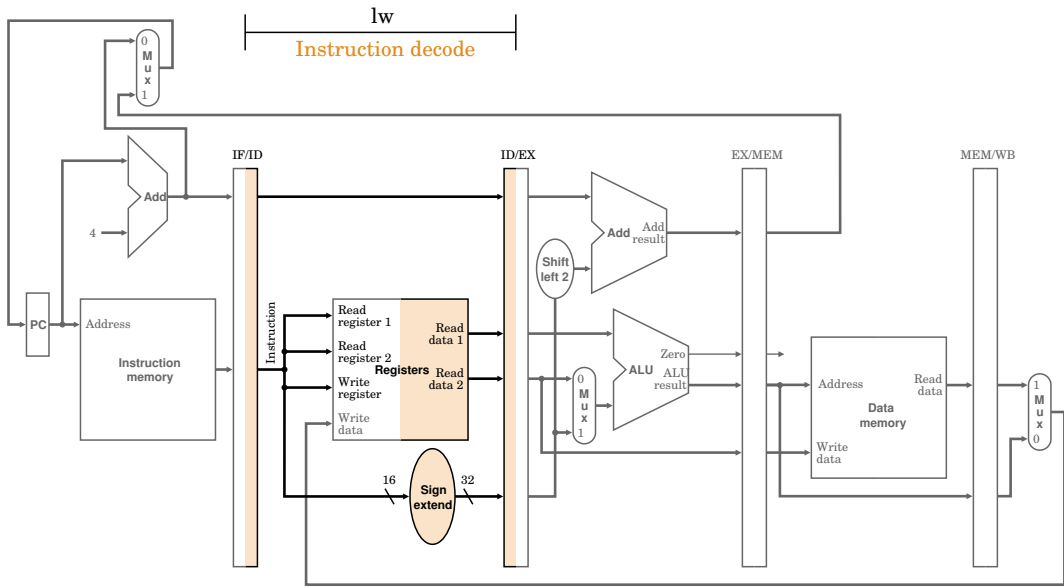 lw
Instruction decode
0
M
u
x
1
IF/ID
ID/EX
EX/MEM
MEM/WB
Add
4
Add
Add
result
Shift
left 2
PC
Address
Instruction
memory
Instruction
Read
register 1
Read
register 2
Write
register
Write
data
Registers
Read
data 1
Read
data 2
0
M
u
x
1
Zero
ALU
ALU
result
Address
Write
data
Read
data
Data
memory
1
M
u
x
0
16
Sign
extend
32